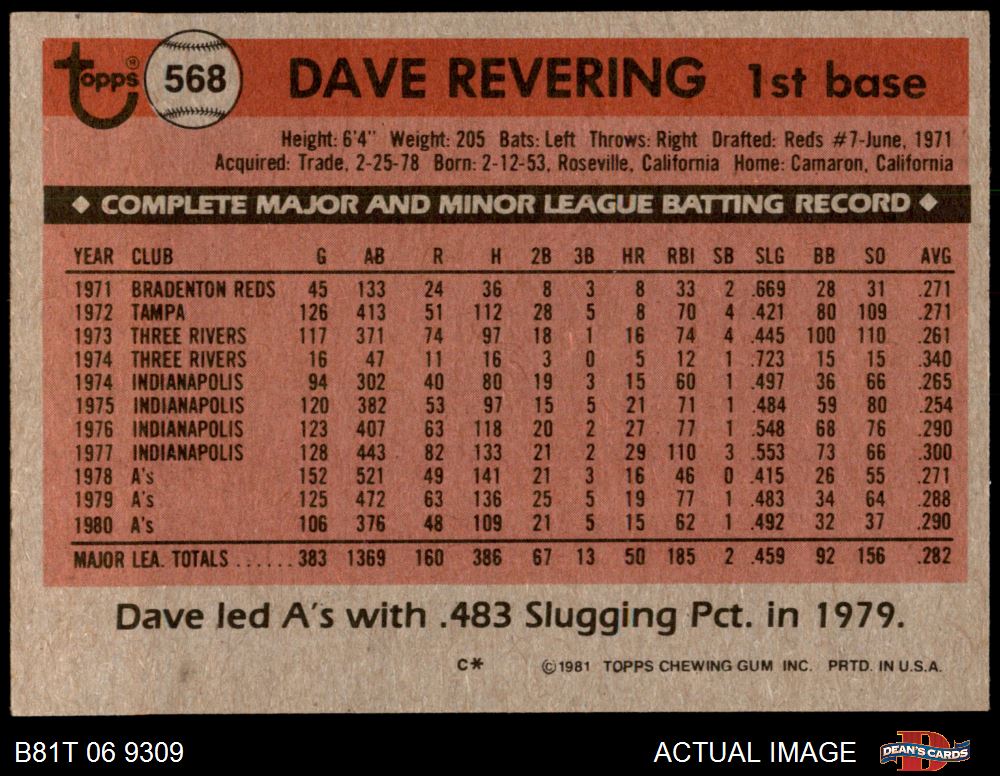 Topps ® 568 DAVE REVERING 1st base
Height: 6'4" Weight: 205 Bats: Left Throws: Right Drafted: Reds #7-June, 1971
Acquired: Trade, 2-25-78 Born: 2-12-53, Roseville, California Home: Camaron, California
◆ COMPLETE MAJOR AND MINOR LEAGUE BATTING RECORD ◆
YEAR CLUB G AB R H 2B 3B HR RBI SB SLG BB SO AVG
1971 BRADENTON REDS 45 133 24 36 8 3 8 33 2 .669 28 31 .271
1972 TAMPA 126 413 51 112 28 5 8 70 4 .421 80 109 .271
1973 THREE RIVERS 117 371 74 97 18 1 16 74 4 .445 100 110 .261
1974 THREE RIVERS 16 47 11 16 3 0 5 12 1 .723 15 15 .340
1974 INDIANAPOLIS 94 302 40 80 19 3 15 60 1 .497 36 66 .265
1975 INDIANAPOLIS 120 382 53 97 15 5 21 71 1 .484 59 80 .254
1976 INDIANAPOLIS 123 407 63 118 20 2 27 77 1 .548 68 76 .290
1977 INDIANAPOLIS 128 443 82 133 21 2 29 110 3 .553 73 66 .300
1978 A's 152 521 49 141 21 3 16 46 0 .415 26 55 .271
1979 A's 125 472 63 136 25 5 19 77 1 .483 34 64 .288
1980 A's 106 376 48 109 21 5 15 62 1 .492 32 37 .290
MAJOR LEA. TOTALS ...... 383 1369 160 386 67 13 50 185 2 .459 92 156 .282
Dave led A's with .483 Slugging Pct. in 1979.
C* ©1981 TOPPS CHEWING GUM INC. PRTD. IN U.S.A.
B81T 06 9309 ACTUAL IMAGE DEAN'S CARDS